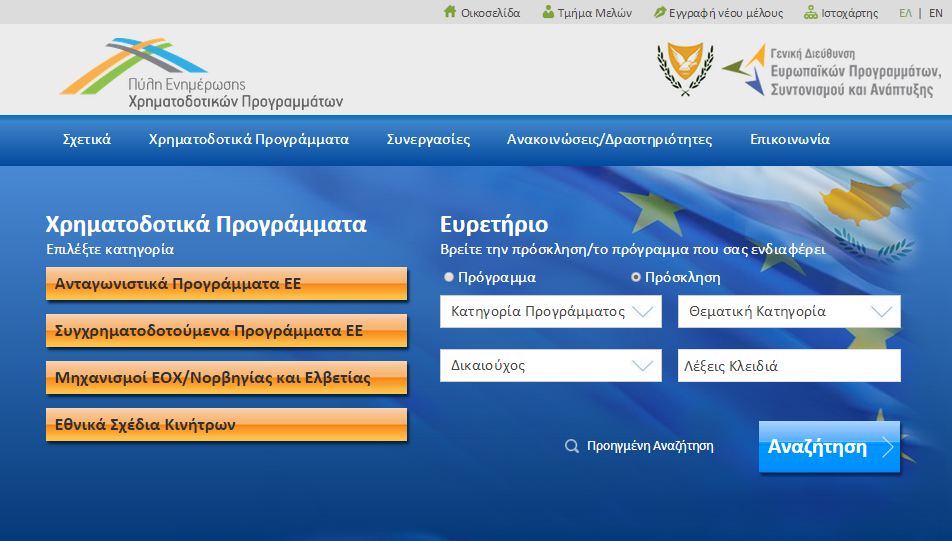 Οικοσελίδα Τμήμα Μελών Εγγραφή νέου μέλους Ιστοχάρτης ΕΛ | EN
Πύλη Ενημέρωσης
Χρηματοδοτικών Προγραμμάτων
Γενική Διεύθυνση
Ευρωπαϊκών Προγραμμάτων,
Συντονισμού και Ανάπτυξης
Σχετικά Χρηματοδοτικά Προγράμματα Συνεργασίες Ανακοινώσεις/Δραστηριότητες Επικοινωνία
Χρηματοδοτικά Προγράμματα
Επιλέξτε κατηγορία
Ανταγωνιστικά Προγράμματα ΕΕ
Συγχρηματοδοτούμενα Προγράμματα ΕΕ
Μηχανισμοί ΕΟΧ/Νορβηγίας και Ελβετίας
Εθνικά Σχέδια Κινήτρων
Ευρετήριο
Βρείτε την πρόσκληση/το πρόγραμμα που σας ενδιαφέρει
Πρόγραμμα Πρόσκληση
Κατηγορία Προγράμματος Θεματική Κατηγορία
Δικαιούχος Λέξεις Κλειδιά
Προηγμένη Αναζήτηση Αναζήτηση